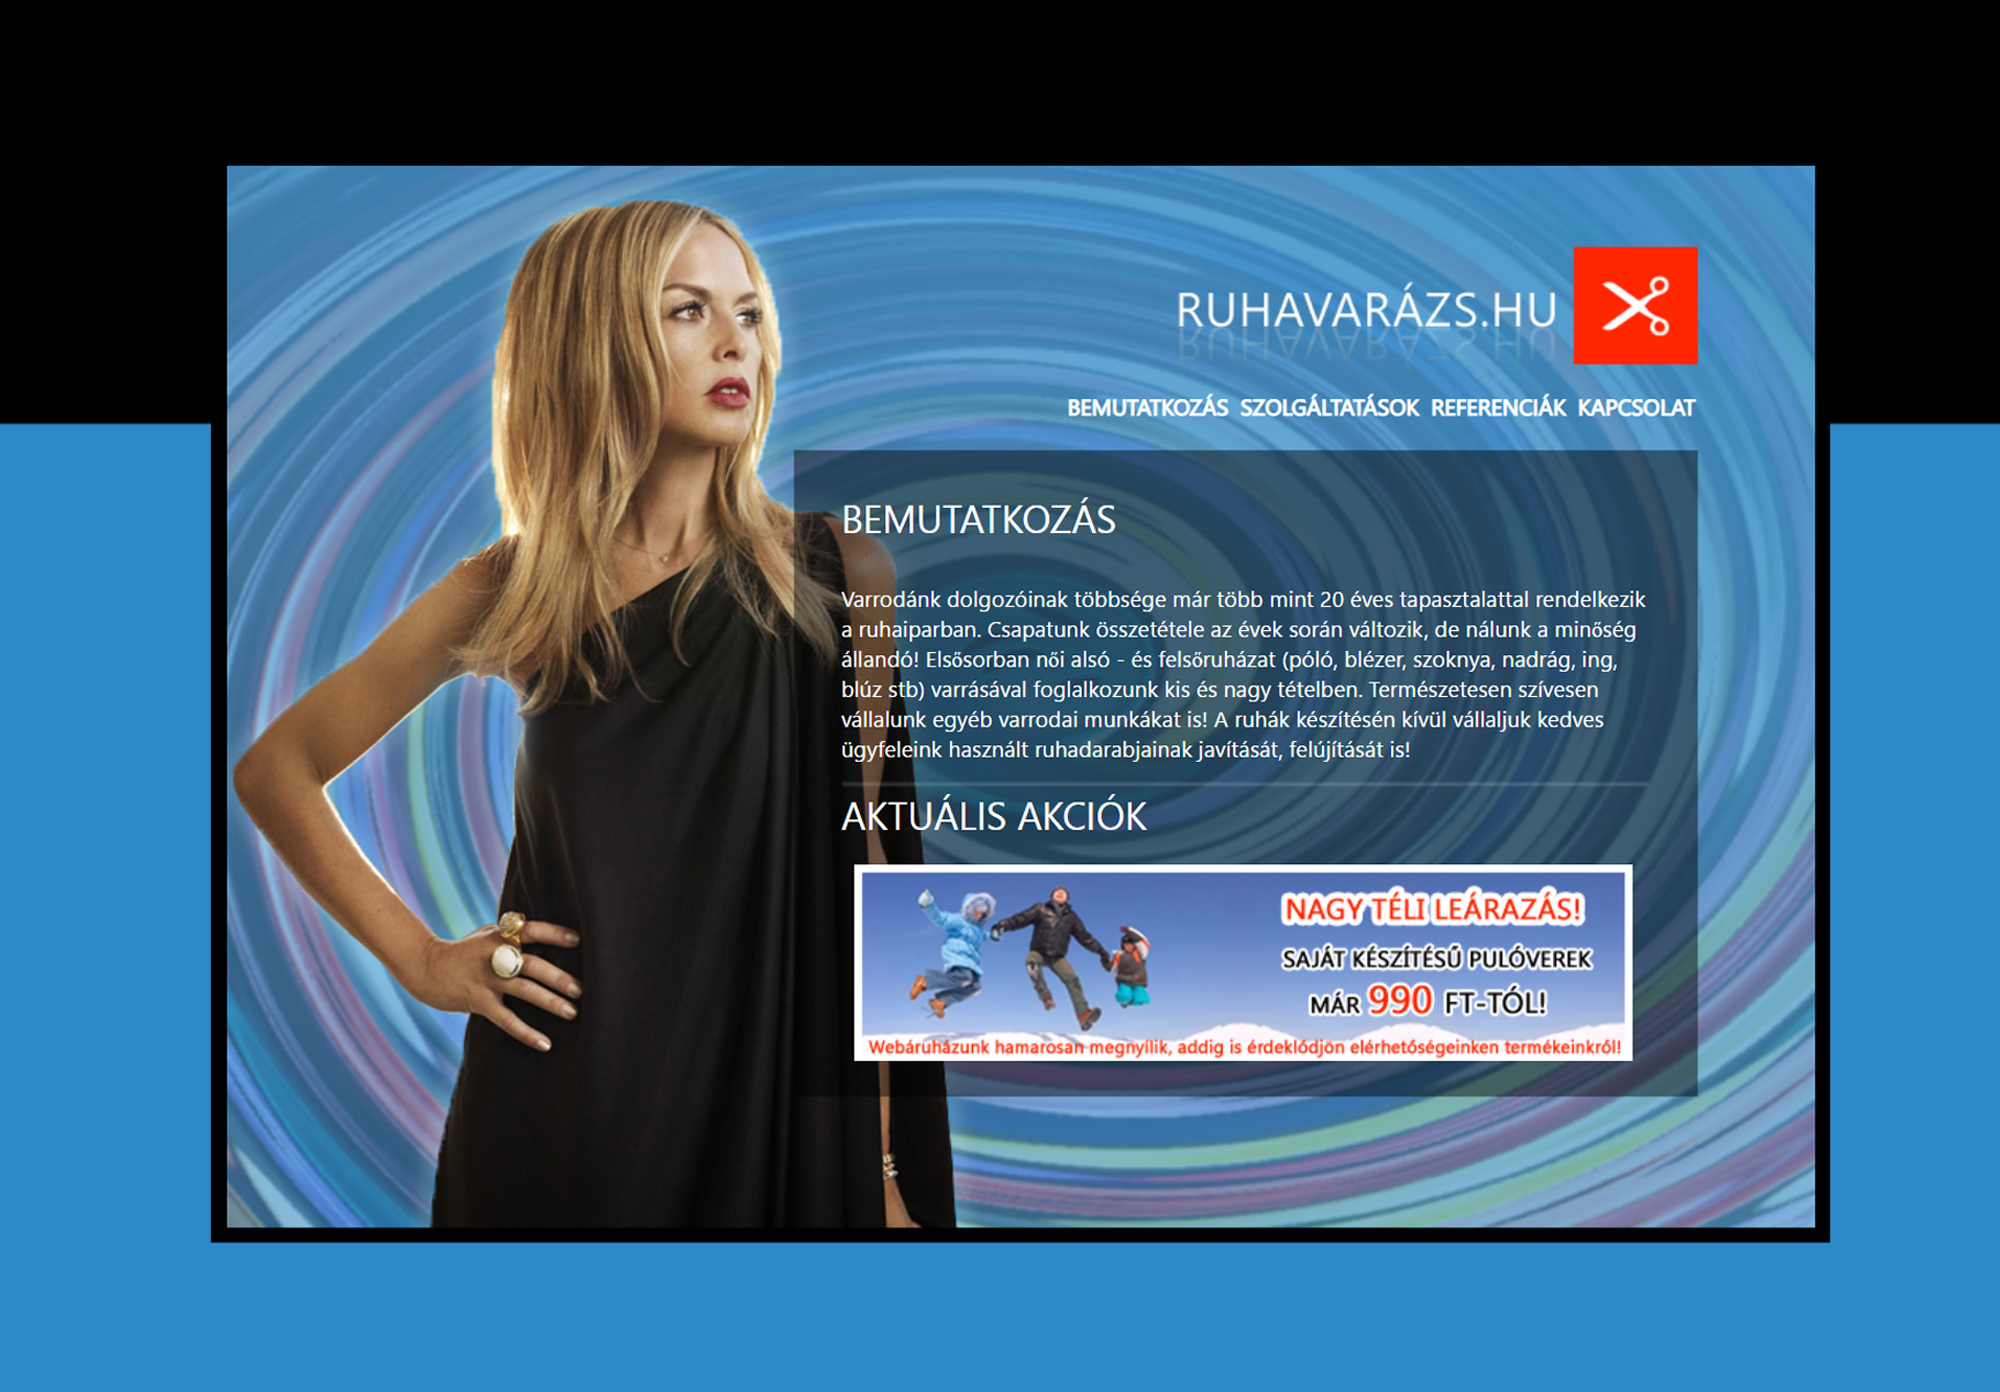 RUHAVARÁZS.HU
BEMUTATKOZÁS SZOLGÁLTATÁSOK REFERENCIÁK KAPCSOLAT
BEMUTATKOZÁS
Varrodánk dolgozóinak többsége már több mint 20 éves tapasztalattal rendelkezik
a ruhaiparban. Csapatunk összetétele az évek során változik, de nálunk a minőség
állandó! Elsősorban női alsó - és felsőruházat (póló, blézer, szoknya, nadrág, ing,
blúz stb) varrásával foglalkozunk kis és nagy tételben. Természetesen szívesen
vállalunk egyéb varrodai munkákat is! A ruhák készítésén kívül vállaljuk kedves
ügyfeleink használt ruhadarabjainak javítását, felújítását is!
AKTUÁLIS AKCIÓK
NAGY TÉLI LEÁRAZÁS!
SAJÁT KÉSZÍTÉSŰ PULÓVEREK
MÁR 990 FT-TÓL!
Webáruházunk hamarosan megnyílik, addig is érdeklődjön elérhetőségeinken termékeinkről!